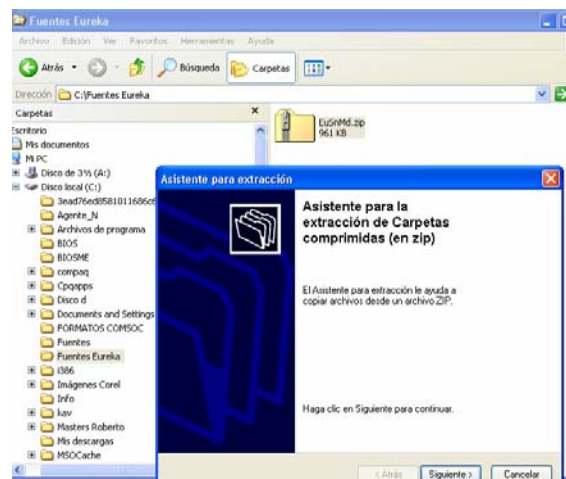 Fuentes Eureka
Archivo Edición Ver Favoritos Herramientas Ayuda
Atrás Búsqueda Carpetas
Dirección C:\Fuentes Eureka
Carpetas x
Escritorio
Mis documentos
Mi PC
Disco de 3½ (A:)
Disco local (C:)
Agente_N
Archivos de programa
BIOS
BIOSME
compaq
Cpqapps
Disco d
Documents and Settings
FORMATOS COMSOC
Fuentes
Fuentes Eureka
i386
Imágenes Corel
Info
kav
Masters Roberto
Mis descargas
MSOCache
EuSnMd.zip
961 KB
Asistente para extracción
Asistente para la
extracción de Carpetas
comprimidas (en zip)
El Asistente para extracción le ayuda a
copiar archivos desde un archivo ZIP.
Haga clic en Siguiente para continuar.
< Atrás Siguiente > Cancelar